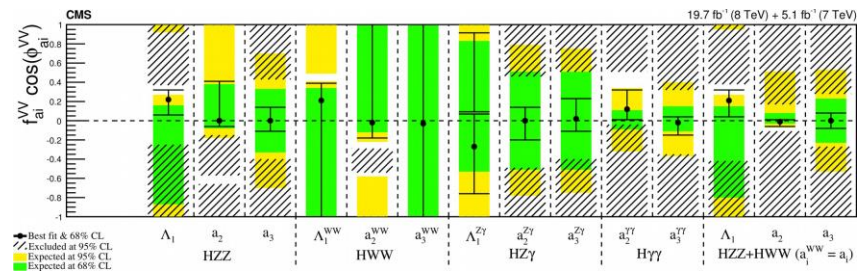 CMS 19.7 fb⁻¹ (8 TeV) + 5.1 fb⁻¹ (7 TeV)
f_ai^VV cos(ϕ_ai^VV)
1
0.8
0.6
0.4
0.2
0
-0.2
-0.4
-0.6
-0.8
-1
Best fit & 68% CL
Excluded at 95% CL
Expected at 95% CL
Expected at 68% CL
Λ₁ a₂ a₃ Λ₁^WW a₂^WW a₃^WW Λ₁^Zγ a₂^Zγ a₃^Zγ a₂^γγ a₃^γγ Λ₁ a₂ a₃
HZZ HWW HZγ Hγγ HZZ+HWW (a_i^WW = a_i)